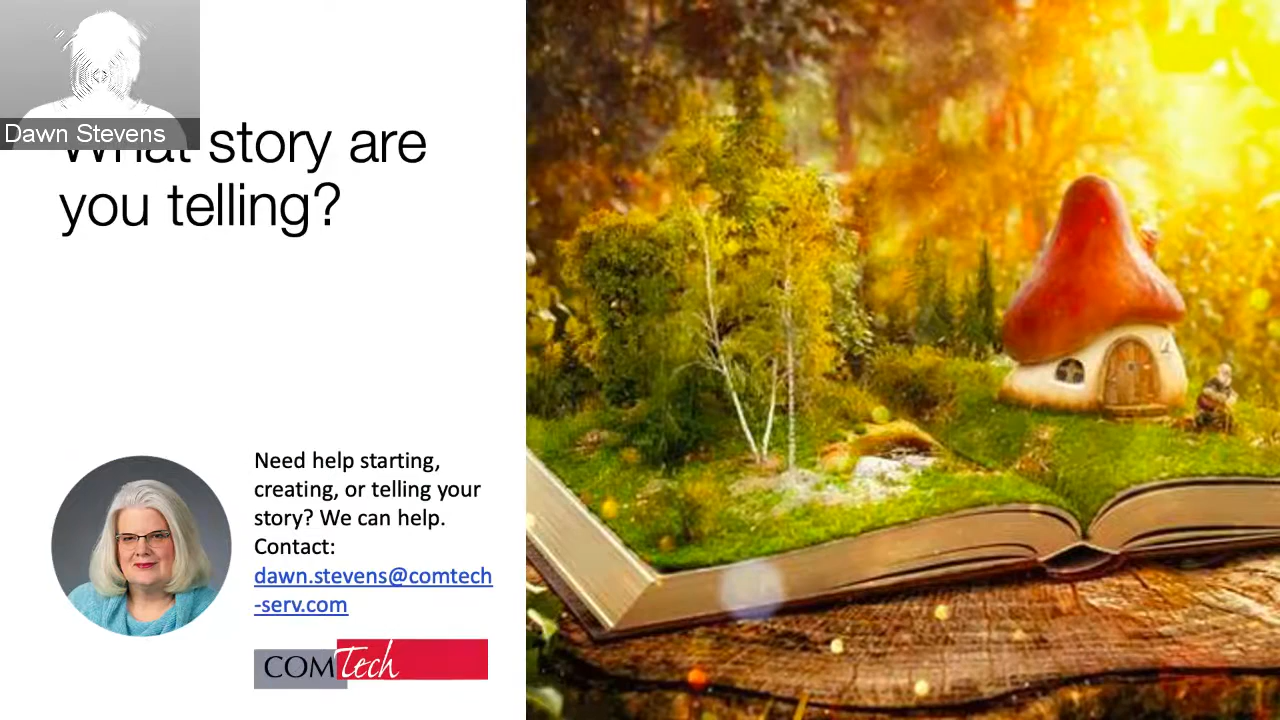 Dawn Stevens
What story are
you telling?
Need help starting,
creating, or telling your
story? We can help.
Contact:
dawn.stevens@comtech
-serv.com
COMTech